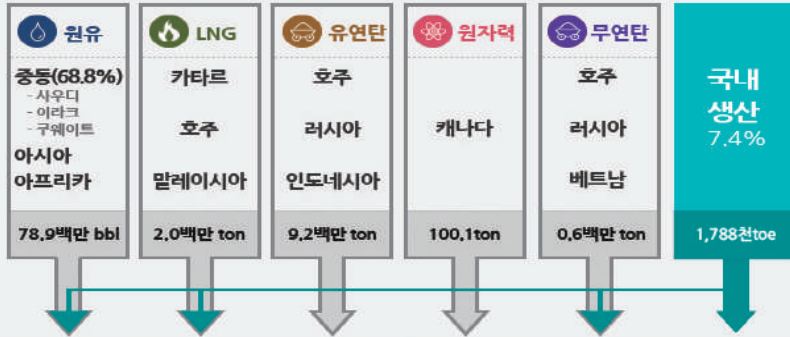 원유
중동(68.8%)
- 사우디
- 이라크
- 구웨이트
아시아
아프리카
78.9백만 bbl
LNG
카타르
호주
말레이시아
2.0백만 ton
유연탄
호주
러시아
인도네시아
9.2백만 ton
원자력
캐나다
100.1ton
무연탄
호주
러시아
베트남
0.6백만 ton
국내
생산
7.4%
1,788천toe